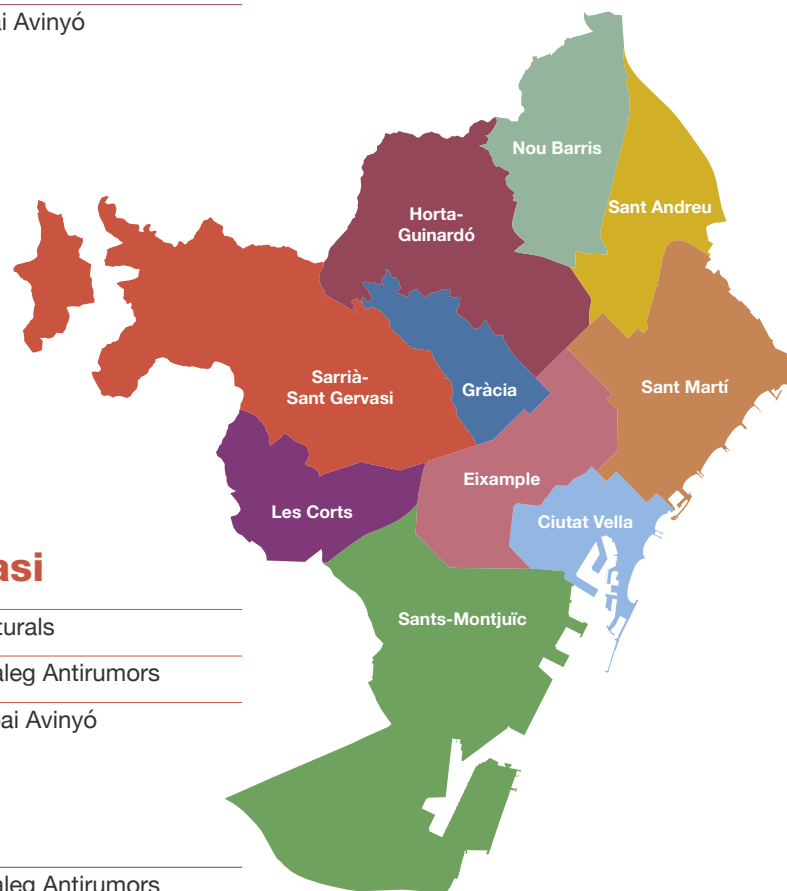 ai Avinyó
Nou Barris
Sant Andreu
Horta-
Guinardó
Sarrià-
Sant Gervasi
Gràcia
Sant Martí
Eixample
Les Corts
Ciutat Vella
Sants-Montjuïc
asi
turals
aleg Antirumors
ai Avinyó
aleg Antirumors